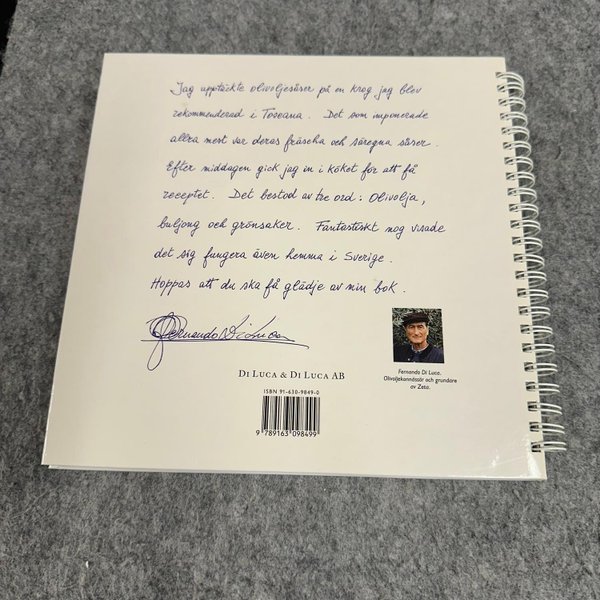 Jag upptäckte olivoljesåser på en krog jag blev
rekommenderad i Toscana. Det som imponerade
allra mest var deras fräscha och säregna såser.
Efter middagen gick jag in i köket för att få
receptet. Det bestod av tre ord: Olivolja,
buljong och grönsaker. Fantastiskt nog visade
det sig fungera även hemma i Sverige.
Hoppas att du ska få glädje av min bok.
Fernando Di Luca
Fernando Di Luca.
Olivoljekonnässör och grundare
av Zeta.
DI LUCA & DI LUCA AB
ISBN 91-630-9849-0
9 789163 098499